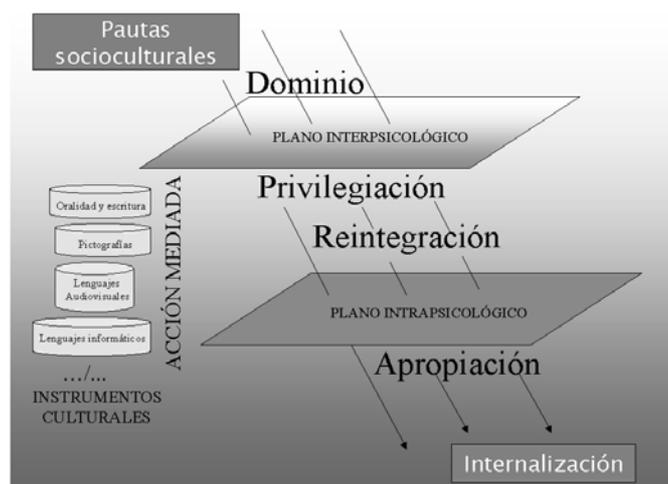 Pautas
socioculturales
Dominio
PLANO INTERPSICOLÓGICO
Privilegiación
Reintegración
Oralidad y escritura
Pictografías
Lenguajes
Audiovisuales
Lenguajes informáticos
ACCIÓN MEDIADA
PLANO INTRAPSICOLÓGICO
Apropiación
.../...
INSTRUMENTOS
CULTURALES
Internalización